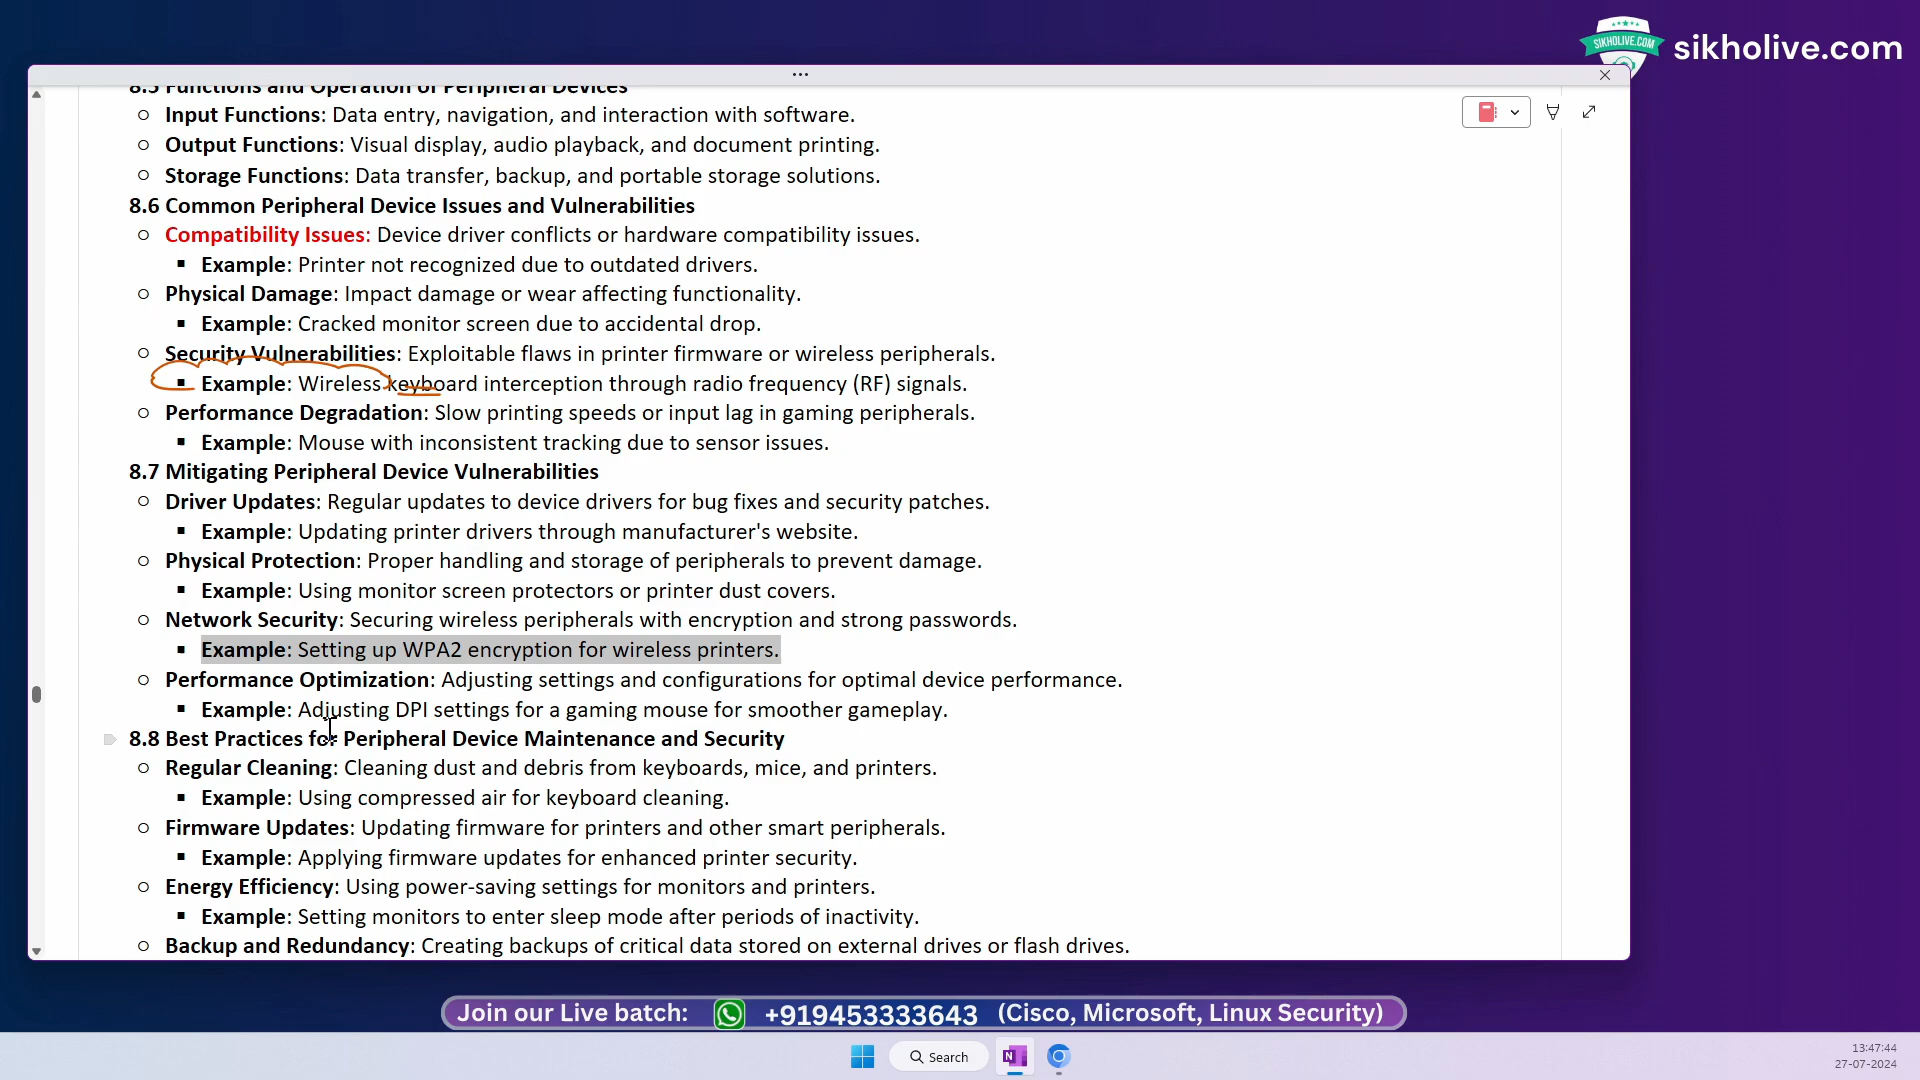 SIKHOLIVE.COM
sikholive.com
8.5 Functions and Operation of Peripheral Devices
Input Functions: Data entry, navigation, and interaction with software.
Output Functions: Visual display, audio playback, and document printing.
Storage Functions: Data transfer, backup, and portable storage solutions.
8.6 Common Peripheral Device Issues and Vulnerabilities
Compatibility Issues: Device driver conflicts or hardware compatibility issues.
Example: Printer not recognized due to outdated drivers.
Physical Damage: Impact damage or wear affecting functionality.
Example: Cracked monitor screen due to accidental drop.
Security Vulnerabilities: Exploitable flaws in printer firmware or wireless peripherals.
Example: Wireless keyboard interception through radio frequency (RF) signals.
Performance Degradation: Slow printing speeds or input lag in gaming peripherals.
Example: Mouse with inconsistent tracking due to sensor issues.
8.7 Mitigating Peripheral Device Vulnerabilities
Driver Updates: Regular updates to device drivers for bug fixes and security patches.
Example: Updating printer drivers through manufacturer's website.
Physical Protection: Proper handling and storage of peripherals to prevent damage.
Example: Using monitor screen protectors or printer dust covers.
Network Security: Securing wireless peripherals with encryption and strong passwords.
Example: Setting up WPA2 encryption for wireless printers.
Performance Optimization: Adjusting settings and configurations for optimal device performance.
Example: Adjusting DPI settings for a gaming mouse for smoother gameplay.
8.8 Best Practices for Peripheral Device Maintenance and Security
Regular Cleaning: Cleaning dust and debris from keyboards, mice, and printers.
Example: Using compressed air for keyboard cleaning.
Firmware Updates: Updating firmware for printers and other smart peripherals.
Example: Applying firmware updates for enhanced printer security.
Energy Efficiency: Using power-saving settings for monitors and printers.
Example: Setting monitors to enter sleep mode after periods of inactivity.
Backup and Redundancy: Creating backups of critical data stored on external drives or flash drives.
Join our Live batch: +919453333643 (Cisco, Microsoft, Linux Security)
Search
13:47:44
27-07-2024